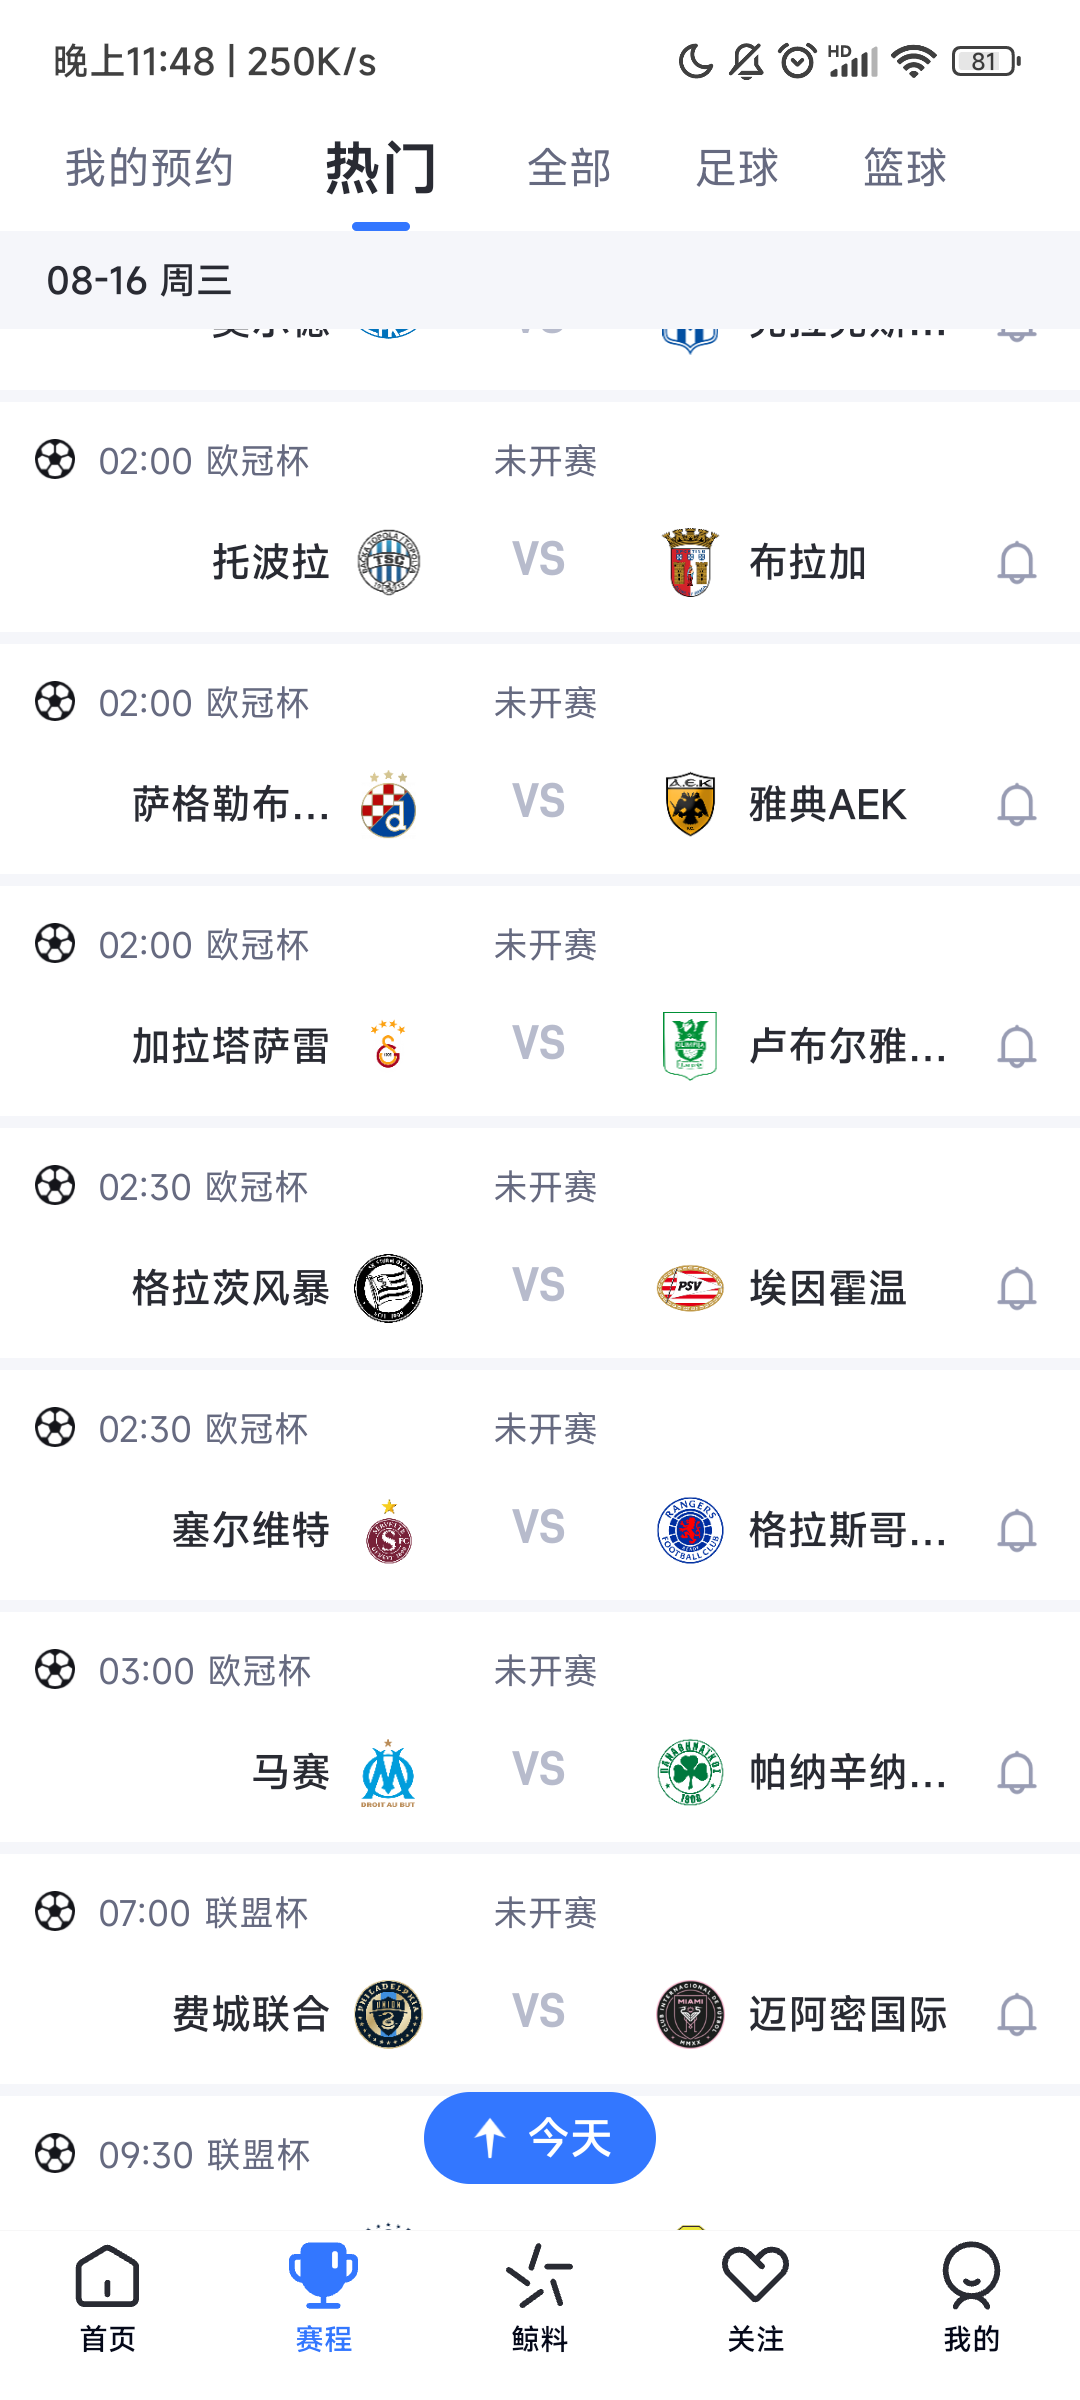 晚上11:48 | 250K/s
HD
81
我的预约 热门 全部 足球 篮球
08-16 周三
02:00 欧冠杯 未开赛
托波拉 VS 布拉加
02:00 欧冠杯 未开赛
萨格勒布... VS 雅典AEK
02:00 欧冠杯 未开赛
加拉塔萨雷 VS 卢布尔雅...
02:30 欧冠杯 未开赛
格拉茨风暴 VS 埃因霍温
02:30 欧冠杯 未开赛
塞尔维特 VS 格拉斯哥...
03:00 欧冠杯 未开赛
马赛 VS 帕纳辛纳...
07:00 联盟杯 未开赛
费城联合 VS 迈阿密国际
09:30 联盟杯
今天
首页 赛程 鲸料 关注 我的